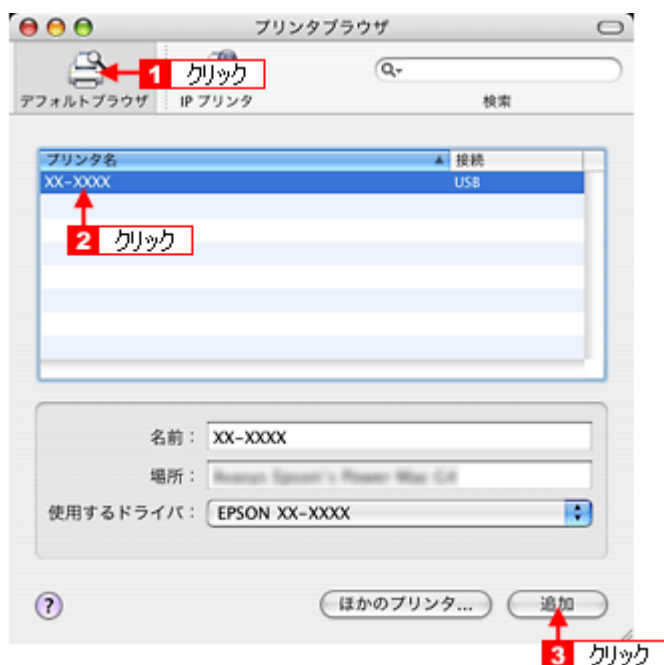 プリンタブラウザ
1 クリック
デフォルトブラウザ IP プリンタ 検索
プリンタ名 接続
XX-XXXX USB
2 クリック
名前： XX-XXXX
場所：
使用するドライバ： EPSON XX-XXXX
? ほかのプリンタ... 追加
3 クリック